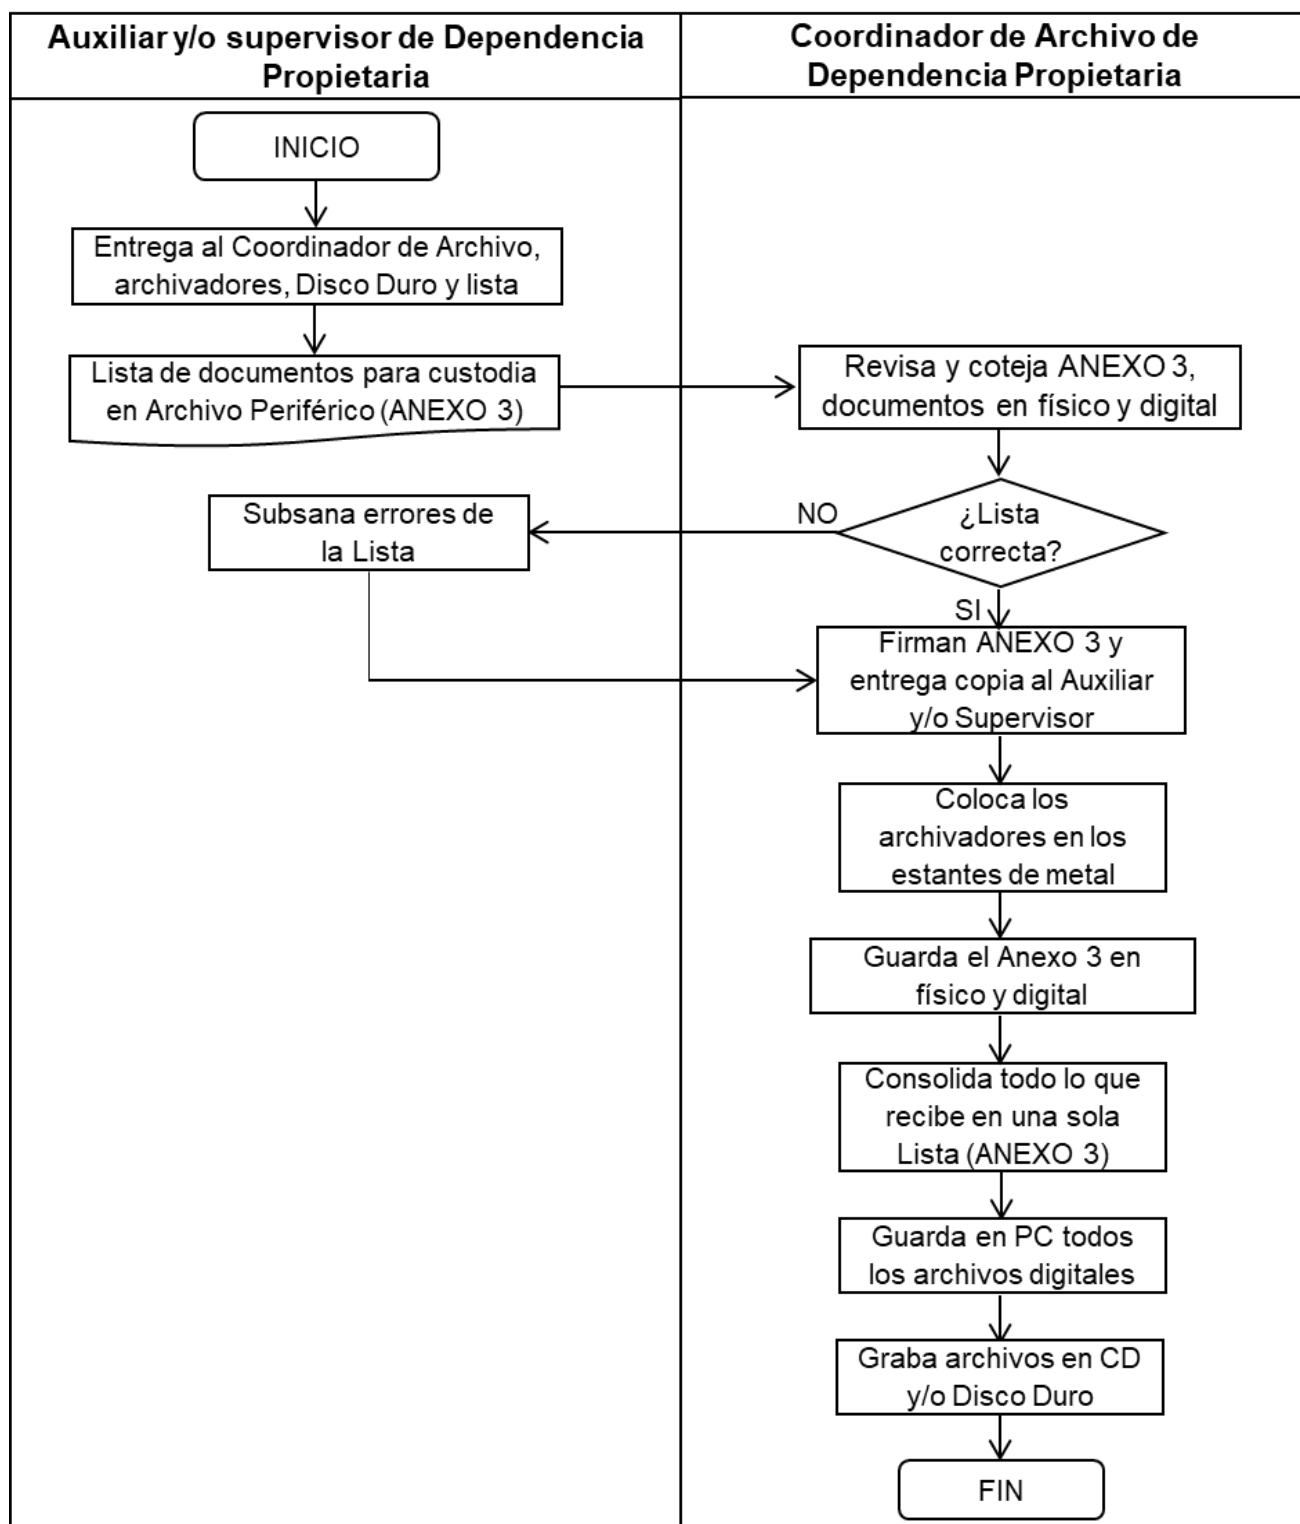 Auxiliar y/o supervisor de Dependencia
Propietaria
Coordinador de Archivo de
Dependencia Propietaria
INICIO
Entrega al Coordinador de Archivo,
archivadores, Disco Duro y lista
Lista de documentos para custodia
en Archivo Periférico (ANEXO 3)
Revisa y coteja ANEXO 3,
documentos en físico y digital
¿Lista
correcta?
NO
Subsana errores de
la Lista
SI
Firman ANEXO 3 y
entrega copia al Auxiliar
y/o Supervisor
Coloca los
archivadores en los
estantes de metal
Guarda el Anexo 3 en
físico y digital
Consolida todo lo que
recibe en una sola
Lista (ANEXO 3)
Guarda en PC todos
los archivos digitales
Graba archivos en CD
y/o Disco Duro
FIN